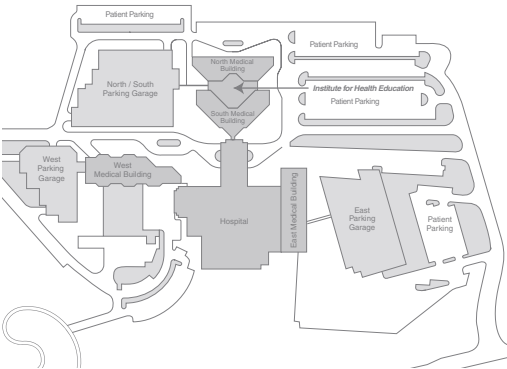 Patient Parking
Patient Parking
North Medical
Building
North / South
Parking Garage
Institute for Health Education
Patient Parking
South Medical
Building
West
Parking
Garage
West
Medical Building
East Medical Building
Hospital
East
Parking
Garage
Patient
Parking